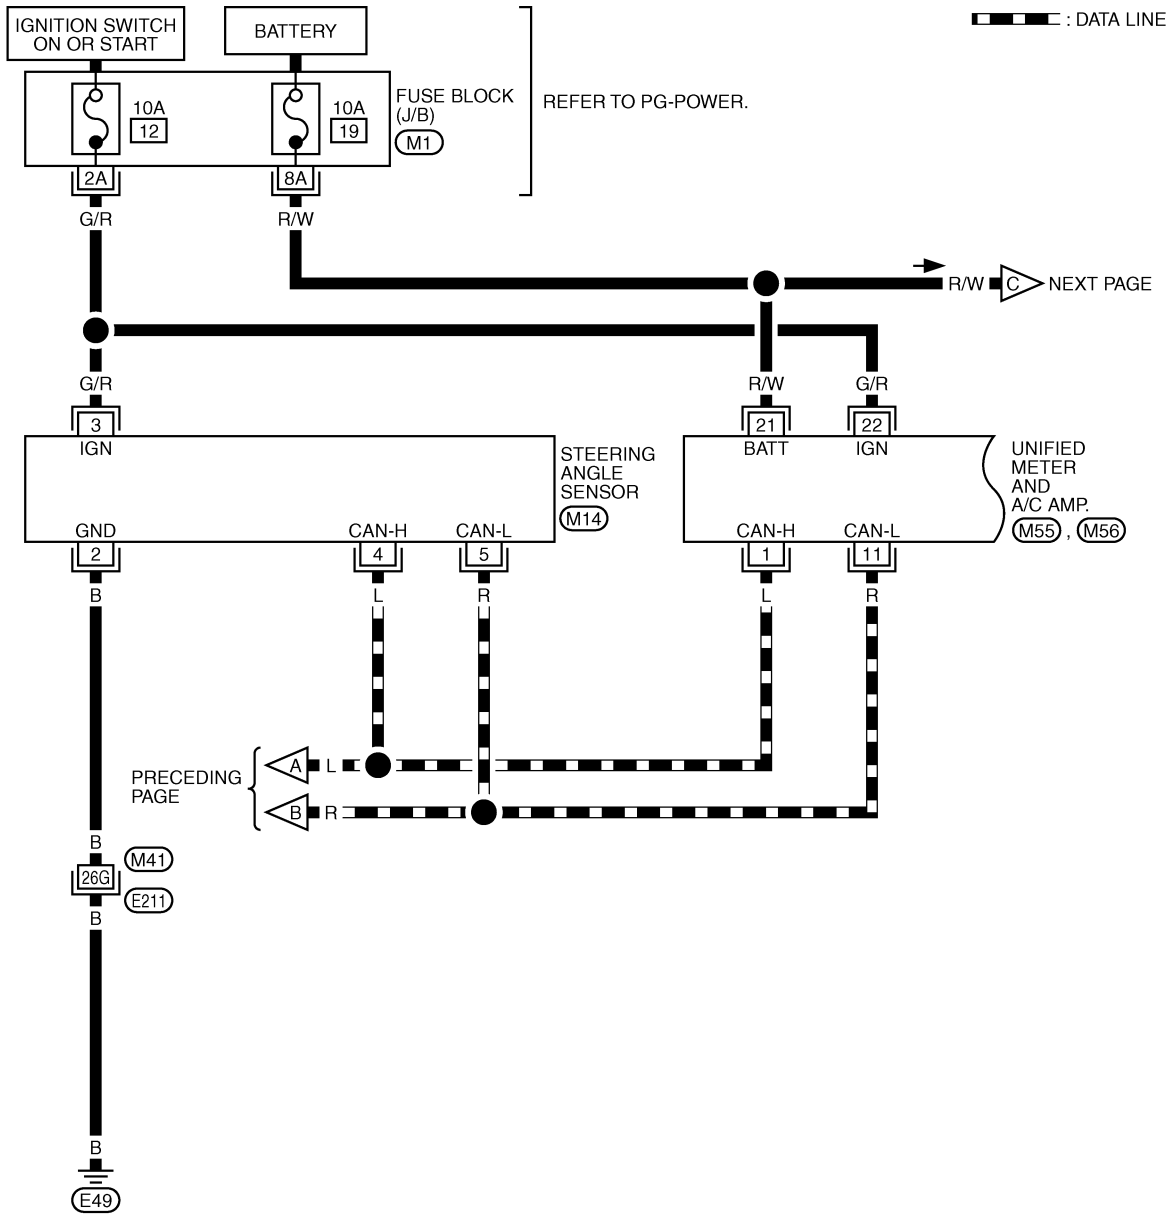 IGNITION SWITCH
ON OR START
BATTERY
: DATA LINE
10A
12
10A
19
FUSE BLOCK
(J/B)
M1
REFER TO PG-POWER.
2A
8A
G/R
R/W
R/W
C
NEXT PAGE
G/R
R/W
G/R
3
21
22
IGN
BATT
IGN
STEERING
ANGLE
SENSOR
M14
UNIFIED
METER
AND
A/C AMP.
M55 , M56
GND
CAN-H
CAN-L
CAN-H
CAN-L
2
4
5
1
11
B
L
R
L
R
PRECEDING
PAGE
A
L
B
R
B
M41
26G
E211
B
B
E49